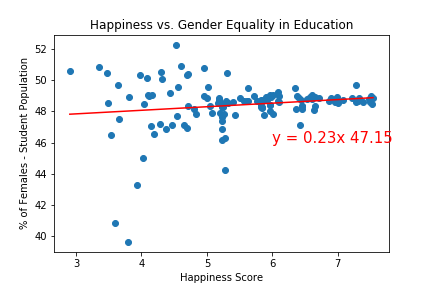 Happiness vs. Gender Equality in Education
% of Females - Student Population
52
50
48
46
44
42
40
y = 0.23x 47.15
3 4 5 6 7
Happiness Score